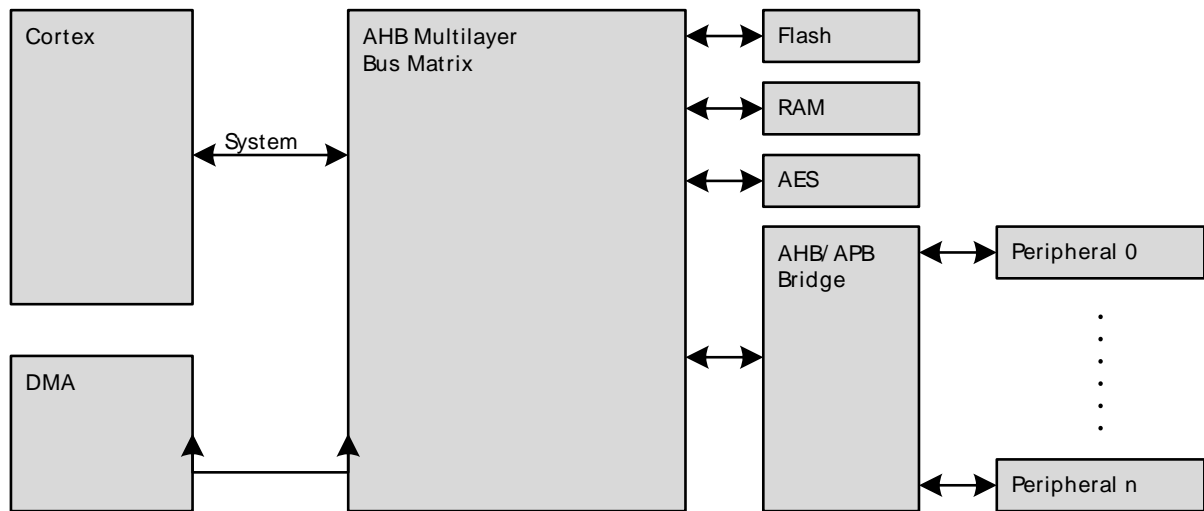 Cortex
AHB Multilayer
Bus Matrix
Flash
RAM
System
AES
AHB/APB
Bridge
Peripheral 0
DMA
Peripheral n